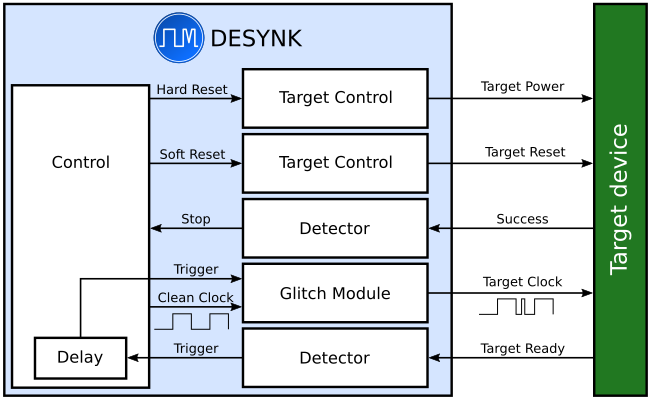 DESYNK
Control
Hard Reset
Target Control
Target Power
Soft Reset
Target Control
Target Reset
Stop
Detector
Success
Trigger
Clean Clock
Glitch Module
Target Clock
Delay
Trigger
Detector
Target Ready
Target device